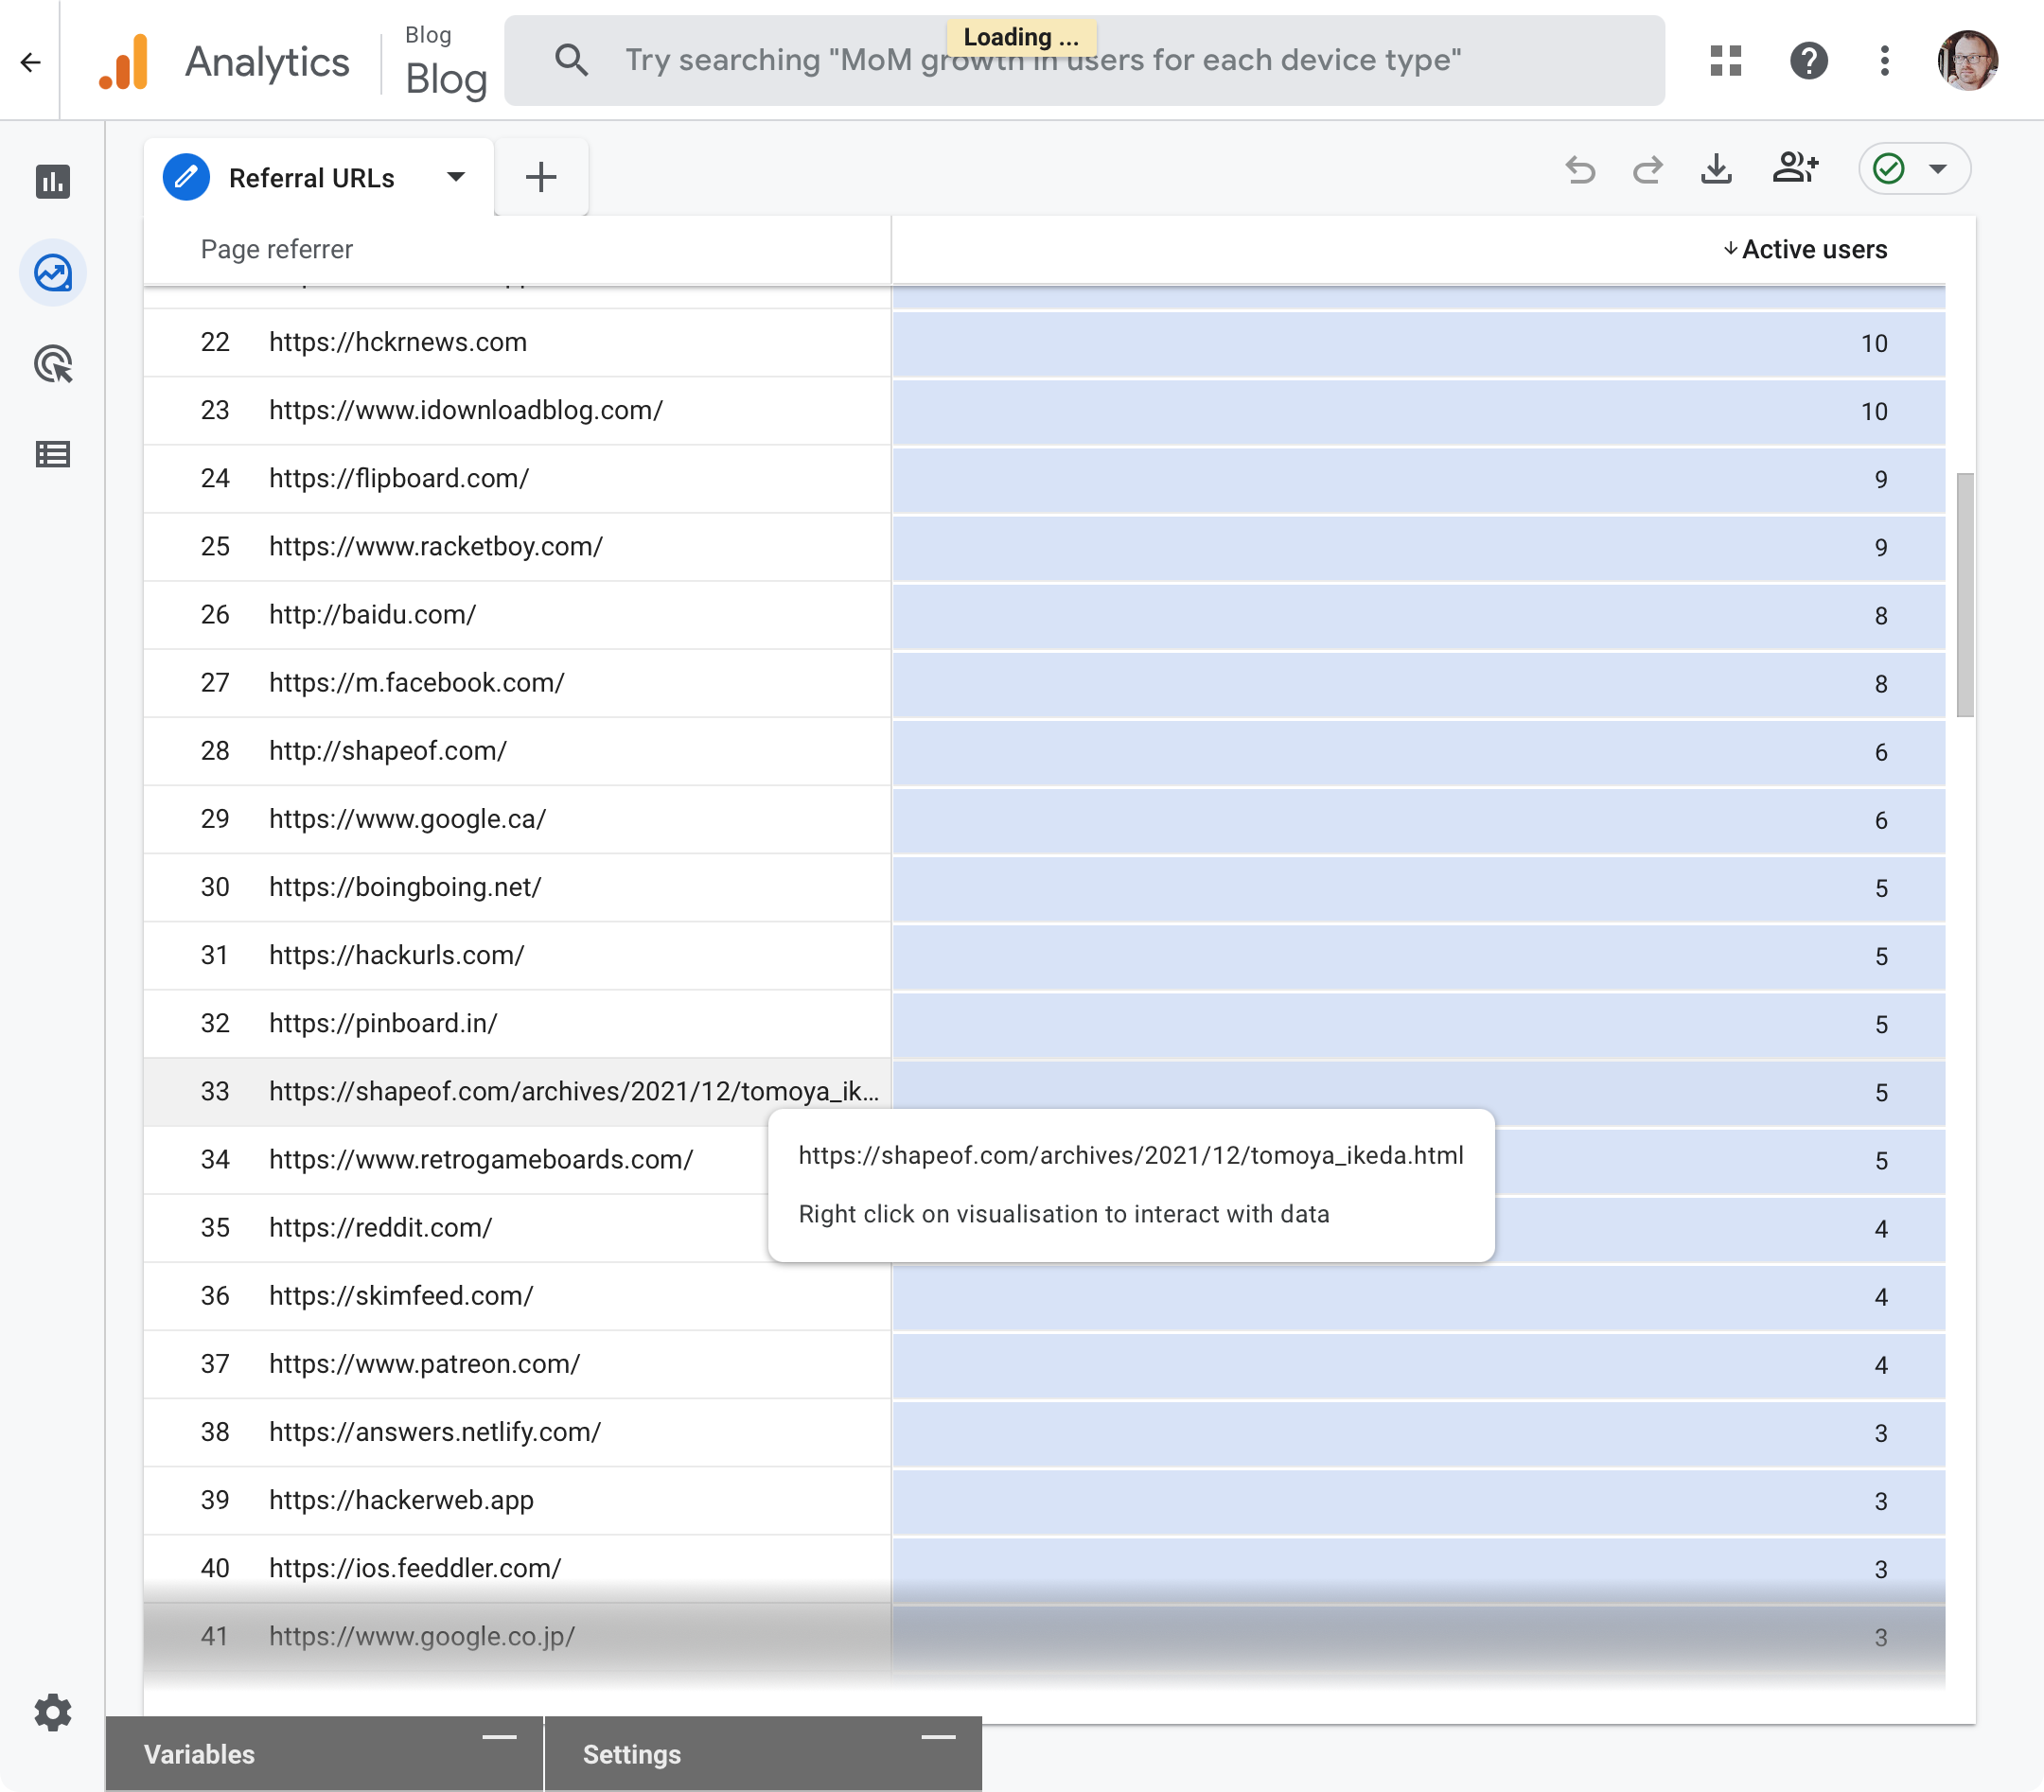 Analytics
Blog
Blog
Try searching "MoM growth in users for each device type"
Loading ...
Referral URLs
Page referrer
Active users
22 https://hckrnews.com 10
23 https://www.idownloadblog.com/ 10
24 https://flipboard.com/ 9
25 https://www.racketboy.com/ 9
26 http://baidu.com/ 8
27 https://m.facebook.com/ 8
28 http://shapeof.com/ 6
29 https://www.google.ca/ 6
30 https://boingboing.net/ 5
31 https://hackurls.com/ 5
32 https://pinboard.in/ 5
33 https://shapeof.com/archives/2021/12/tomoya_ik... 5
https://shapeof.com/archives/2021/12/tomoya_ikeda.html
Right click on visualisation to interact with data
34 https://www.retrogameboards.com/ 5
35 https://reddit.com/ 4
36 https://skimfeed.com/ 4
37 https://www.patreon.com/ 4
38 https://answers.netlify.com/ 3
39 https://hackerweb.app 3
40 https://ios.feeddler.com/ 3
41 https://www.google.co.jp/ 3
Variables
Settings